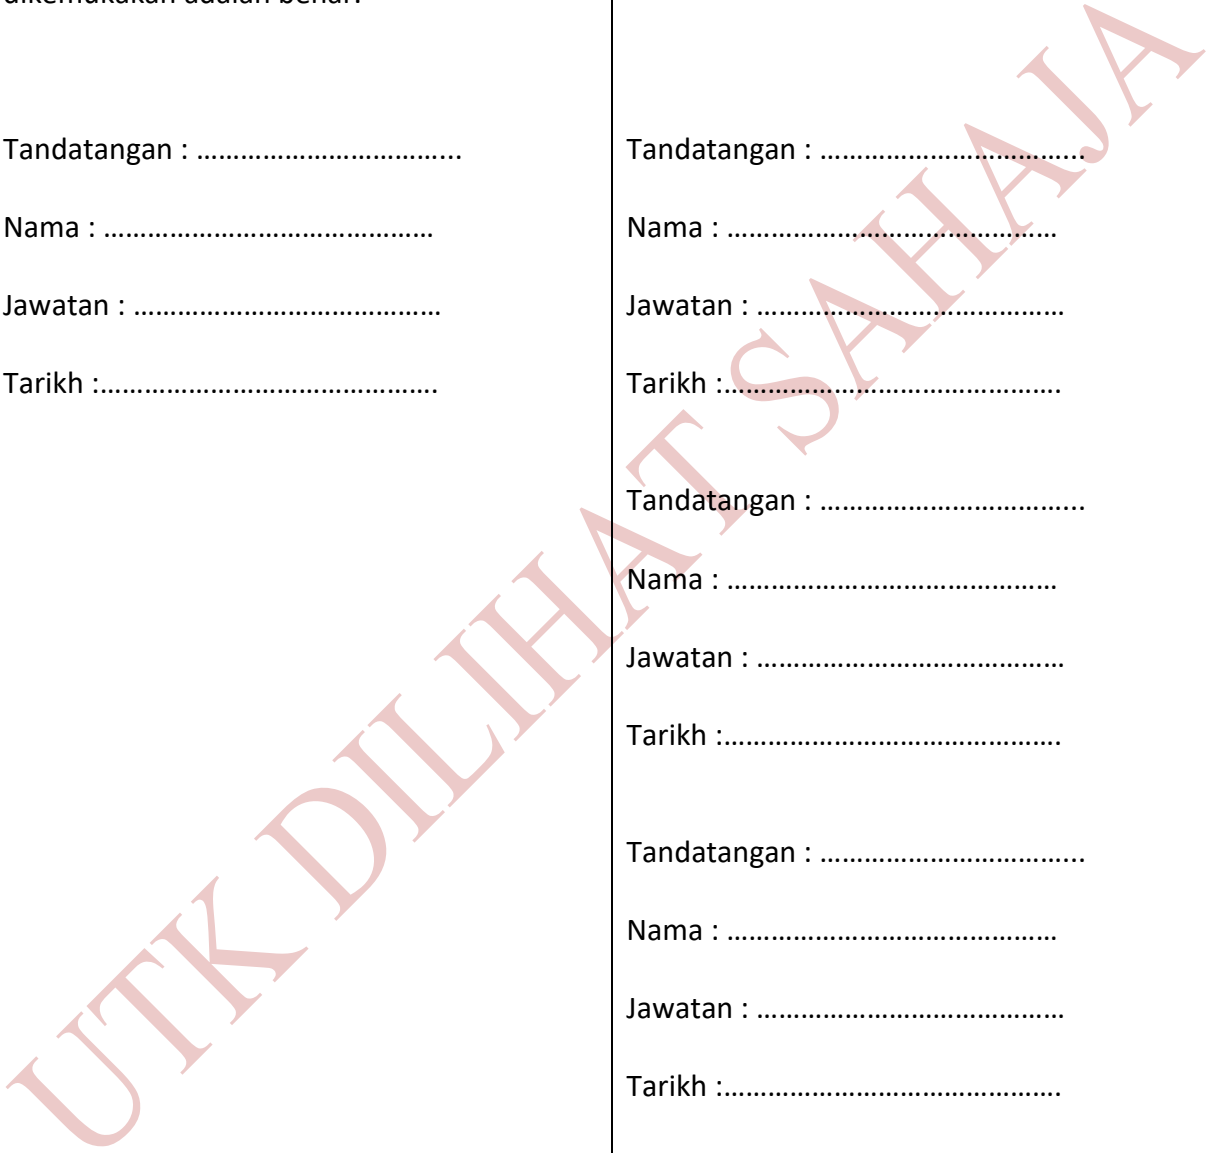 dikemukakan adalah benar.
Tandatangan : ……………………………...
Nama : ………………………………………
Jawatan : ……………………………………
Tarikh :……………………………………….
Tandatangan : ……………………………...
Nama : ………………………………………
Jawatan : ……………………………………
Tarikh :……………………………………….
Tandatangan : ……………………………...
Nama : ………………………………………
Jawatan : ……………………………………
Tarikh :……………………………………….
Tandatangan : ……………………………...
Nama : ………………………………………
Jawatan : ……………………………………
Tarikh :……………………………………….
UTK DILIHAT SAHAJA